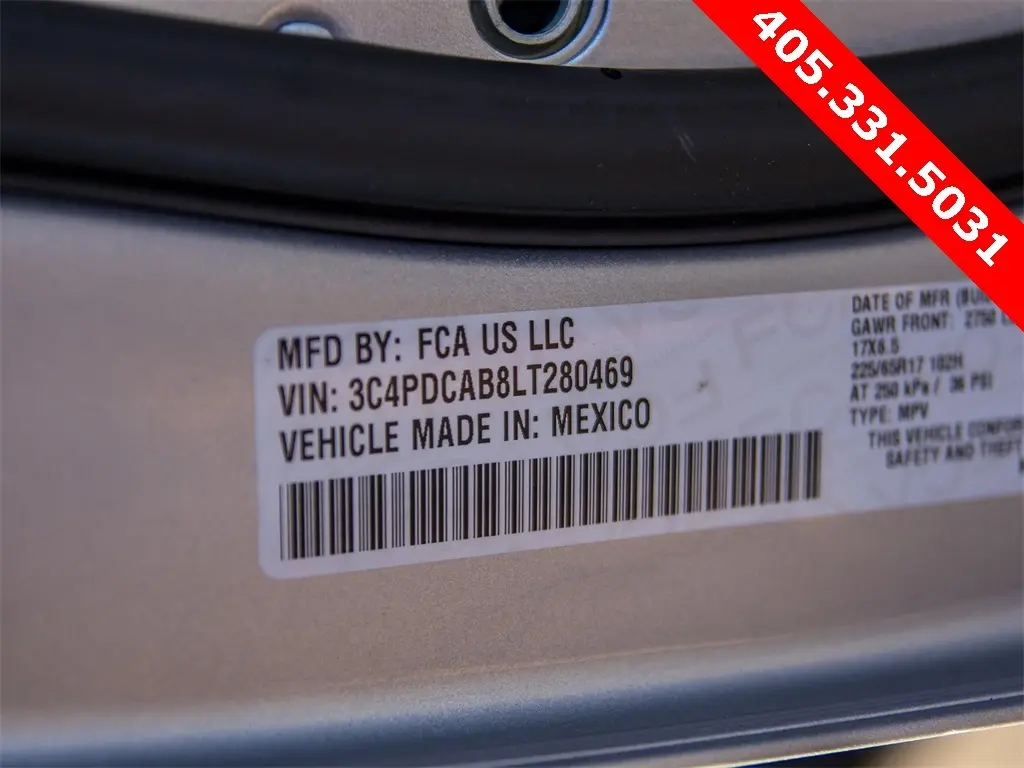 405.331.5031
MFD BY: FCA US LLC
VIN: 3C4PDCAB8LT280469
VEHICLE MADE IN: MEXICO
DATE OF MFR
GAWR FRONT: 2750
17X6.5
225/65R17 102H
AT 250 kPa / 36 PSI
TYPE: MPV
THIS VEHICLE
SAFETY AND THEFT